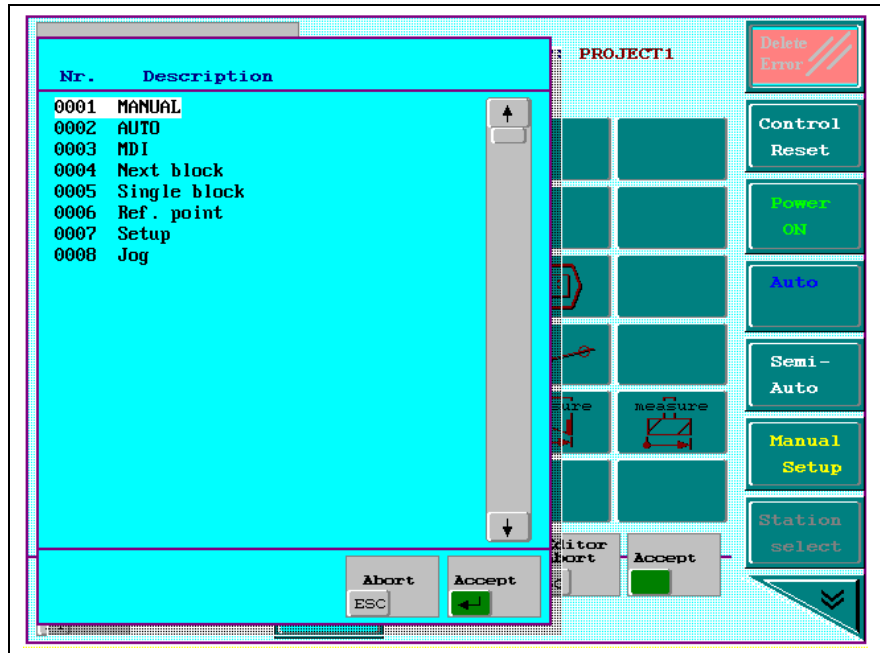 PROJECT1
Nr. Description
0001 MANUAL
0002 AUTO
0003 MDI
0004 Next block
0005 Single block
0006 Ref. point
0007 Setup
0008 Jog
Abort
ESC
Accept
measure
Accept
Delete
Error
Control
Reset
Power
ON
Auto
Semi-
Auto
Manual
Setup
Station
select